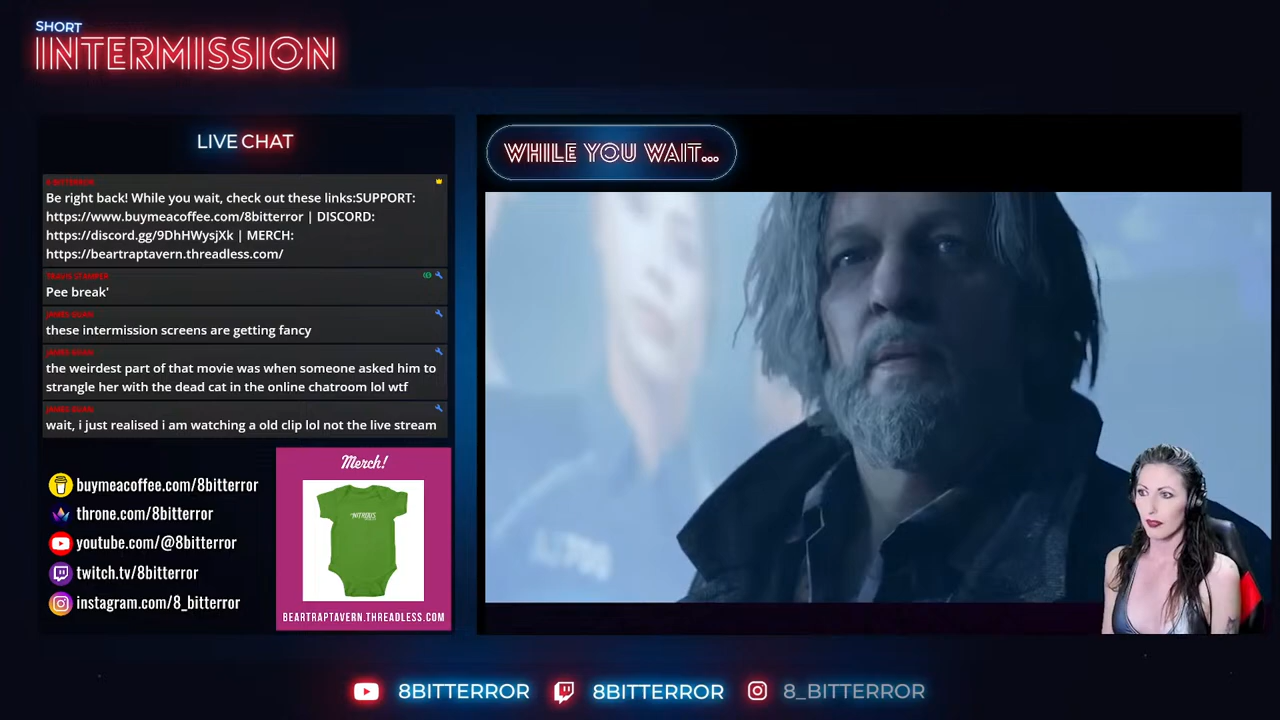 SHORT
INTERMISSION
LIVE CHAT
WHILE YOU WAIT...
8-BITTERROR
Be right back! While you wait, check out these links:SUPPORT:
https://www.buymeacoffee.com/8bitterror | DISCORD:
https://discord.gg/9DhHWysjXk | MERCH:
https://beartraptavern.threadless.com/
Pee break'
these intermission screens are getting fancy
the weirdest part of that movie was when someone asked him to
strangle her with the dead cat in the online chatroom lol wtf
wait, i just realised i am watching a old clip lol not the live stream
buymeacoffee.com/8bitterror
throne.com/8bitterror
youtube.com/@8bitterror
twitch.tv/8bitterror
instagram.com/8_bitterror
Merch!
BEARTRAPTAVERN.THREADLESS.COM
8BITTERROR
8BITTERROR
8_BITTERROR